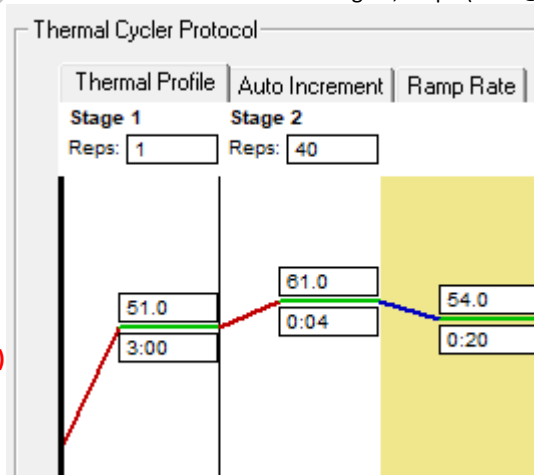 Thermal Cycler Protocol
Thermal Profile Auto Increment Ramp Rate
Stage 1 Stage 2
Reps: 1 Reps: 40
61.0
51.0 54.0
0:04
3:00 0:20
)